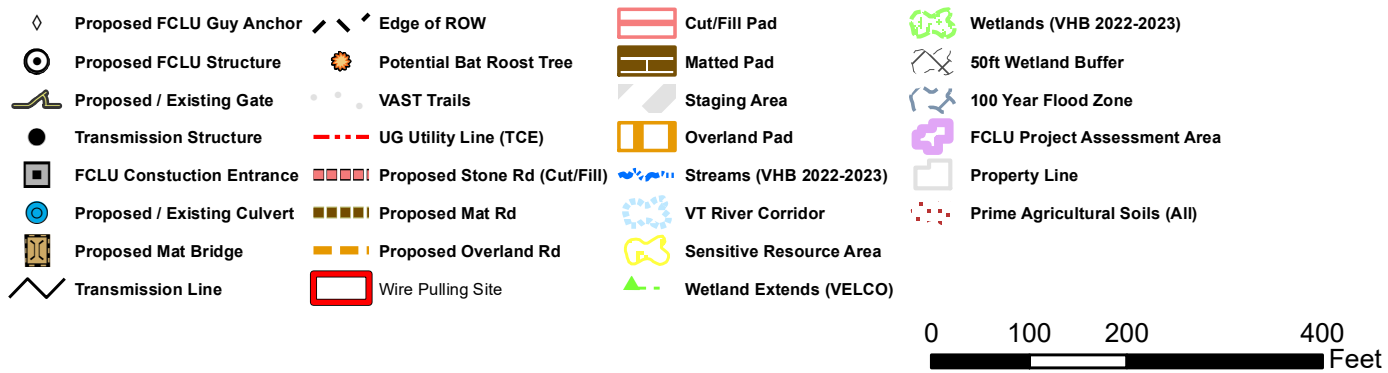 Proposed FCLU Guy Anchor
Proposed FCLU Structure
Proposed / Existing Gate
Transmission Structure
FCLU Constuction Entrance
Proposed / Existing Culvert
Proposed Mat Bridge
Transmission Line
Edge of ROW
Potential Bat Roost Tree
VAST Trails
UG Utility Line (TCE)
Proposed Stone Rd (Cut/Fill)
Proposed Mat Rd
Proposed Overland Rd
Wire Pulling Site
Cut/Fill Pad
Matted Pad
Staging Area
Overland Pad
Streams (VHB 2022-2023)
VT River Corridor
Sensitive Resource Area
Wetland Extends (VELCO)
Wetlands (VHB 2022-2023)
50ft Wetland Buffer
100 Year Flood Zone
FCLU Project Assessment Area
Property Line
Prime Agricultural Soils (All)
0 100 200 400
Feet